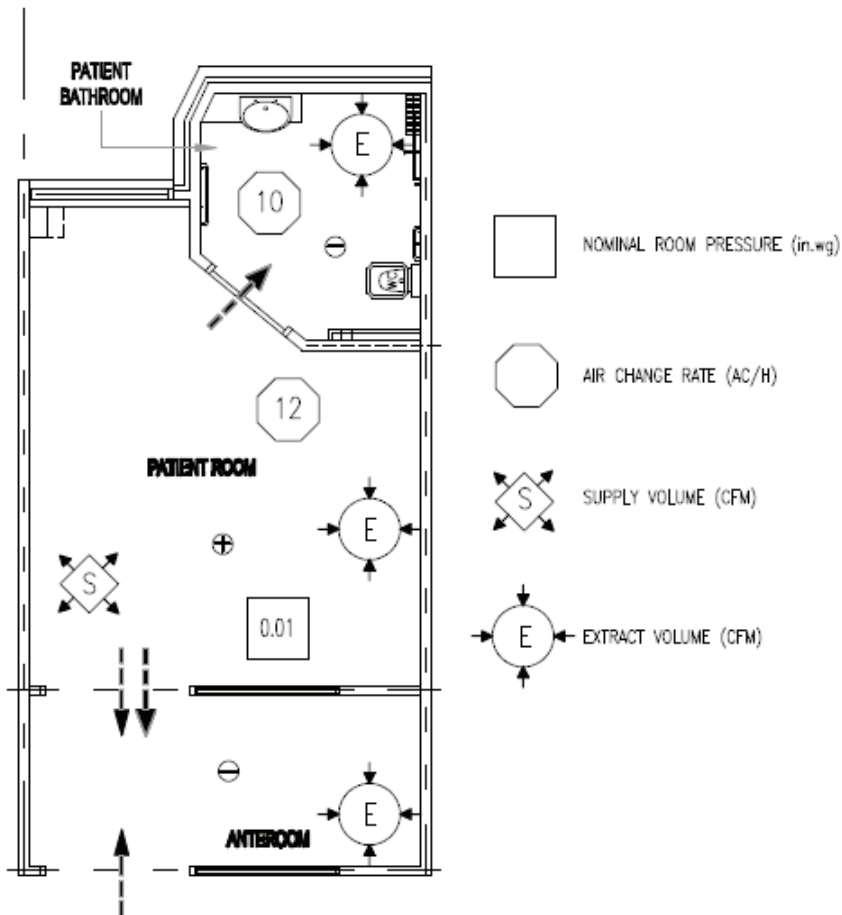 PATIENT
BATHROOM
E
10
WC
NOMINAL ROOM PRESSURE (in.wg)
12
AIR CHANGE RATE (AC/H)
PATIENT ROOM
E
S
SUPPLY VOLUME (CFM)
S
0.01
E
EXTRACT VOLUME (CFM)
E
ANTEROOM